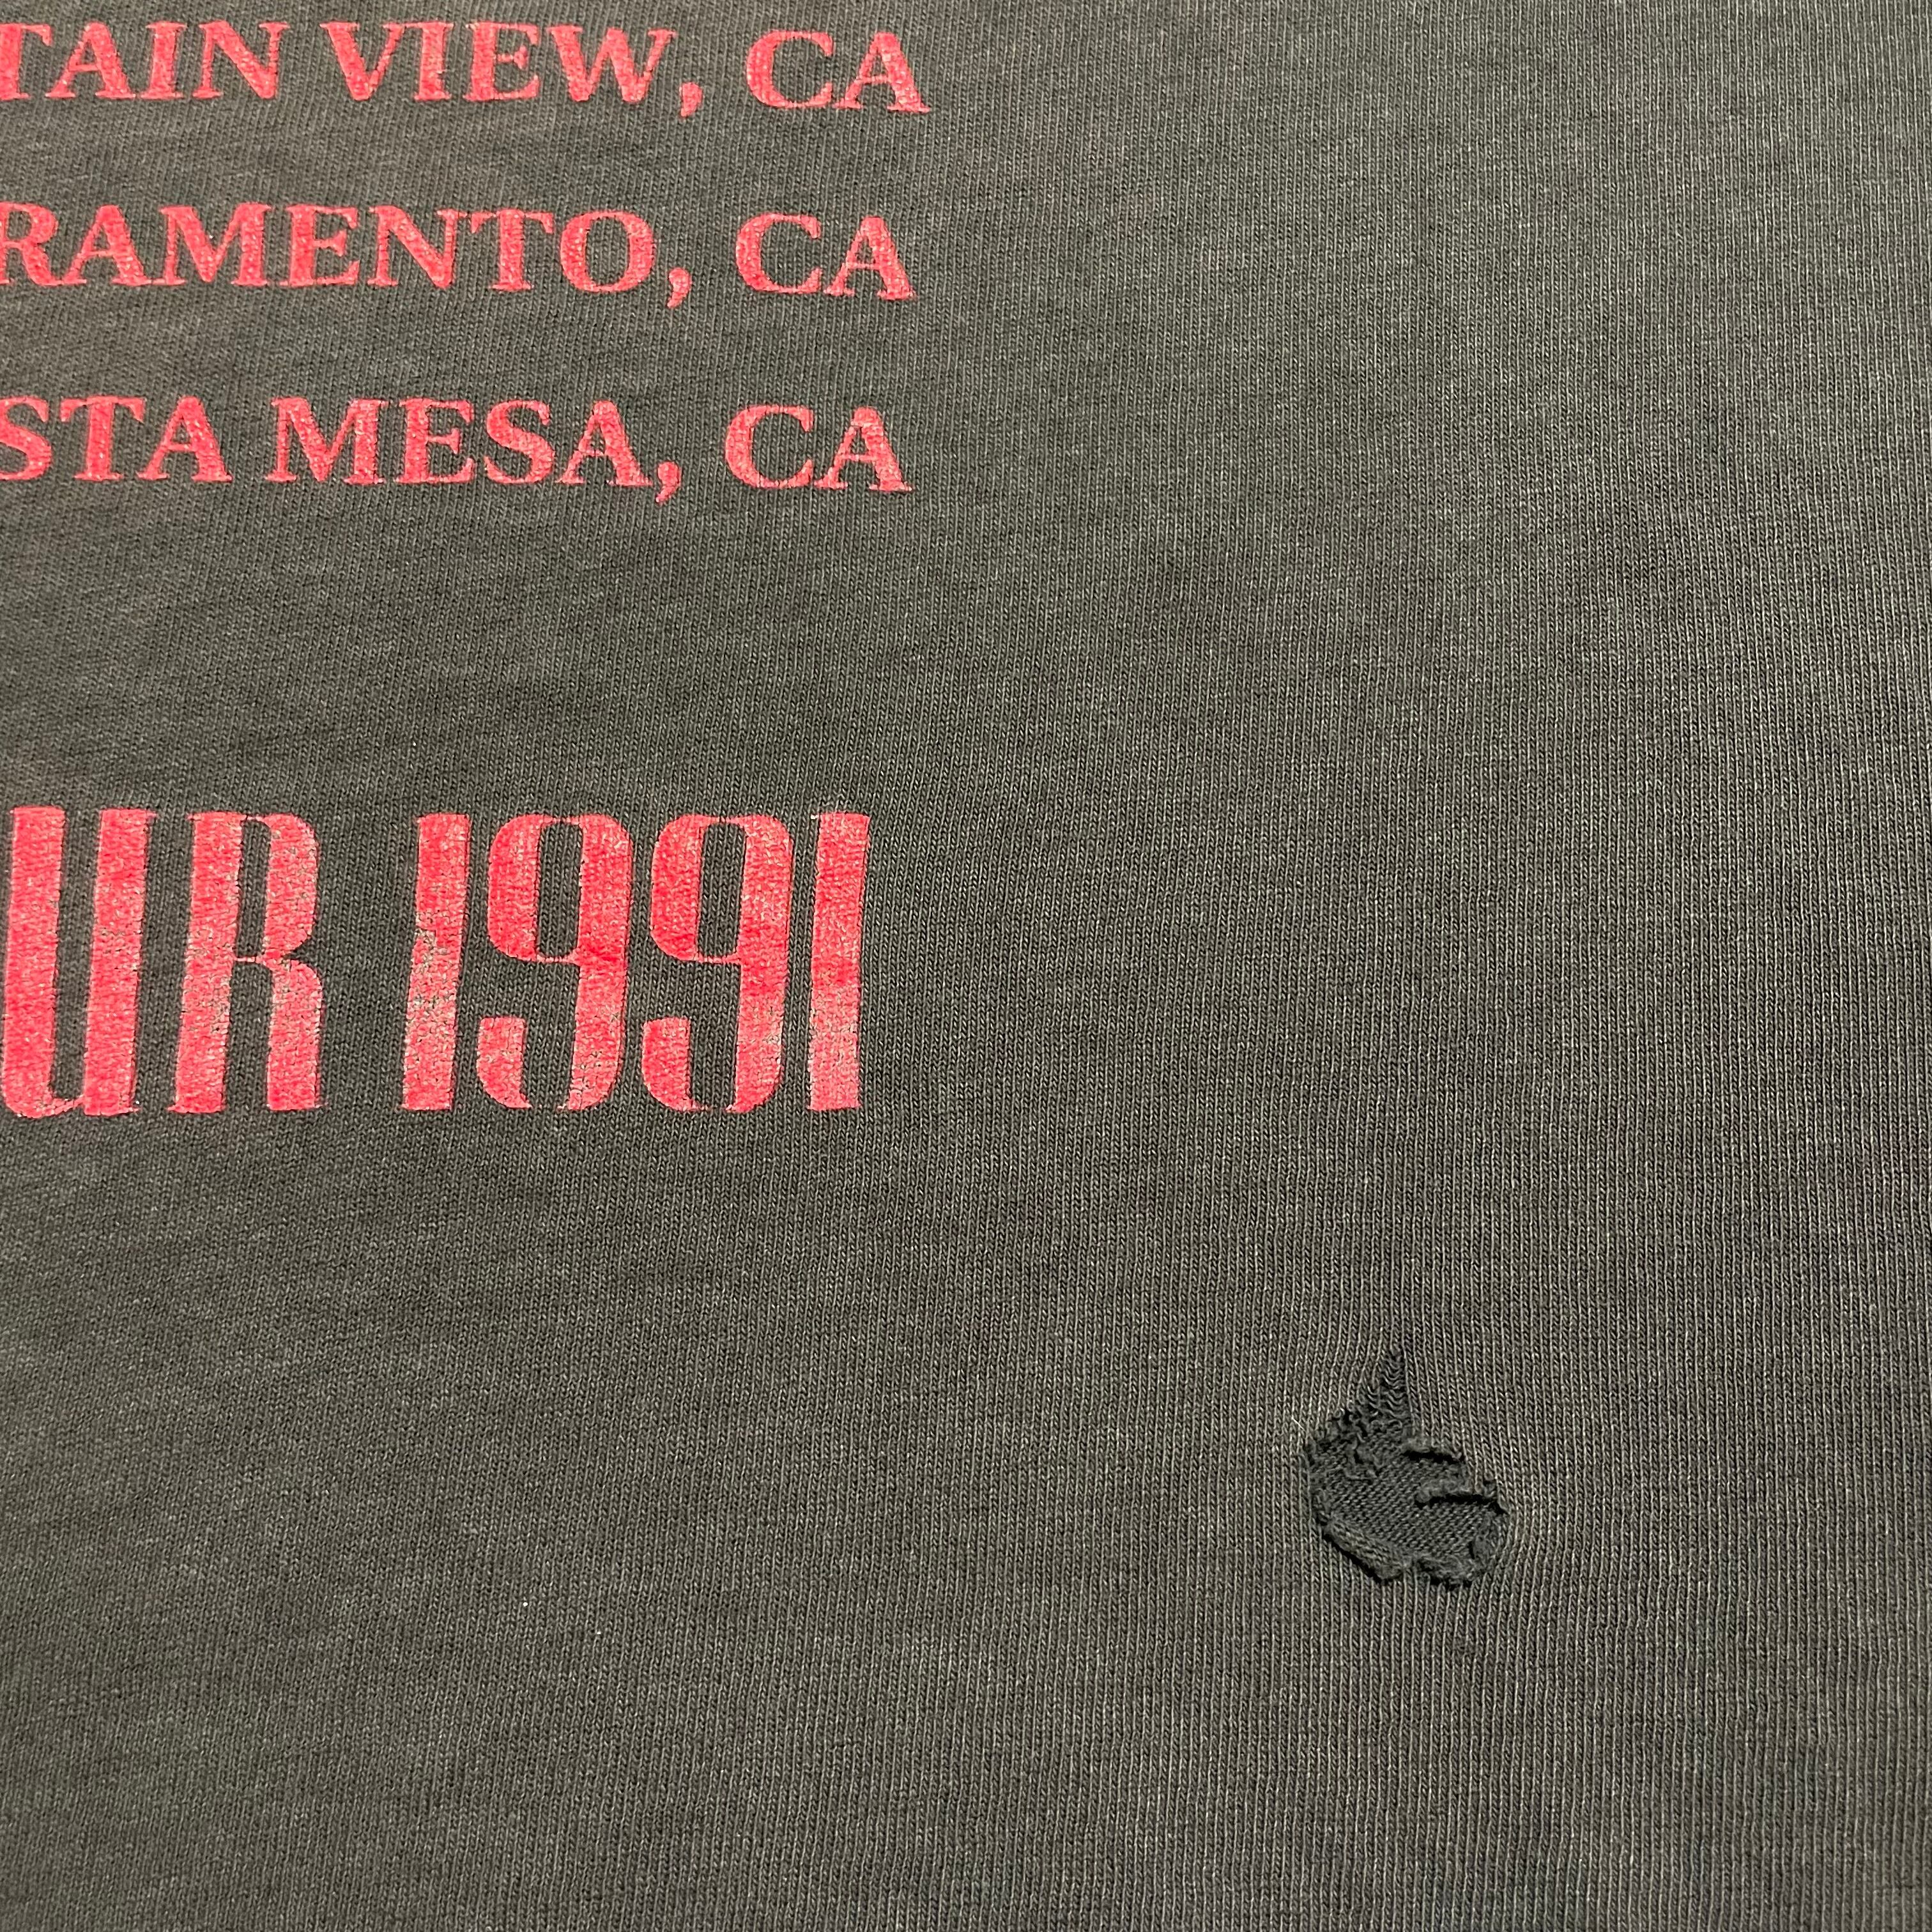 TAIN VIEW, CA
RAMENTO, CA
STA MESA, CA
UR 1991